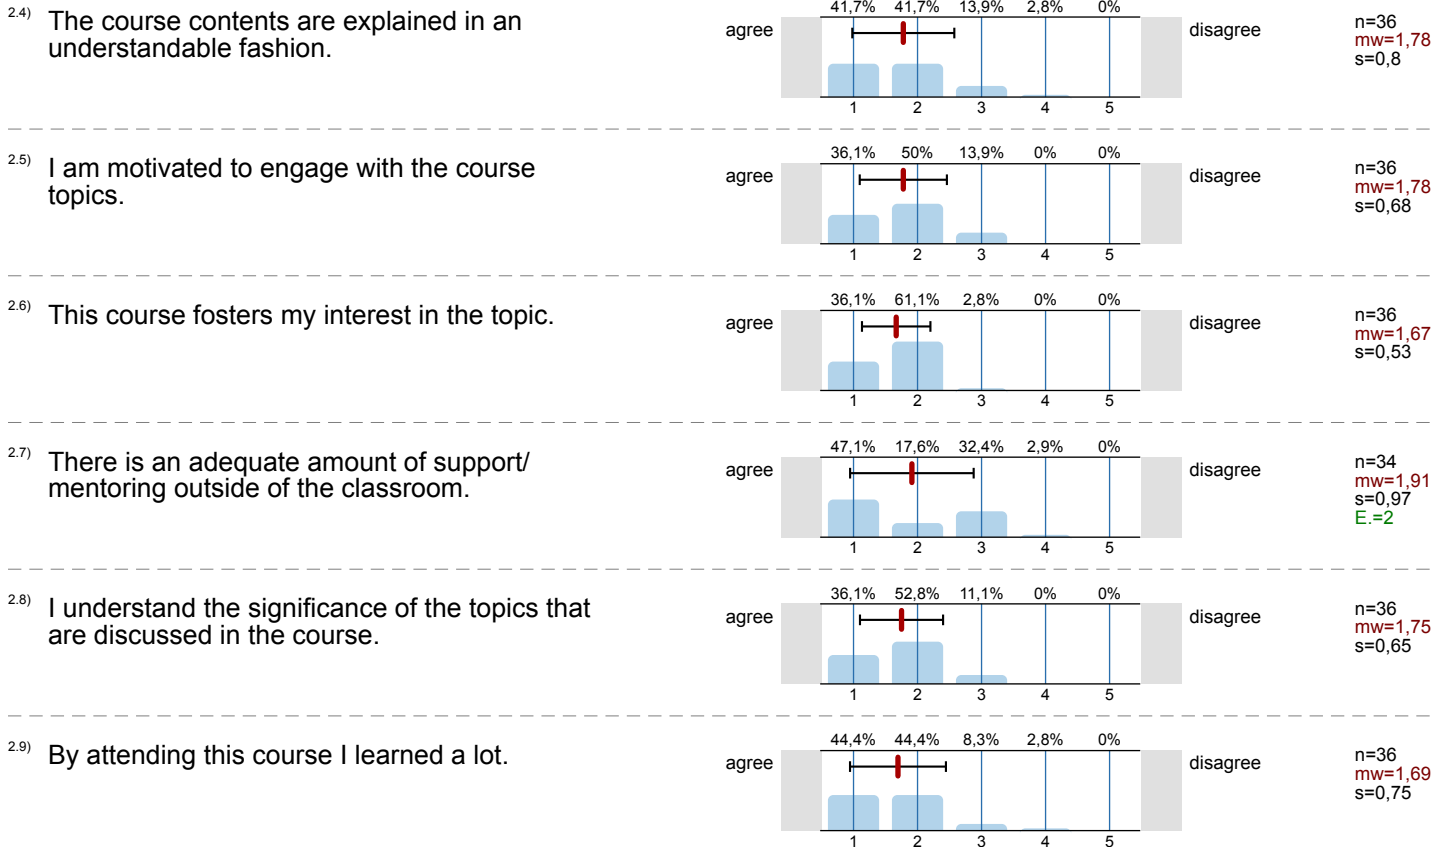 2.4) The course contents are explained in an
understandable fashion.
41,7% 41,7% 13,9% 2,8% 0%
agree disagree
1 2 3 4 5
n=36
mw=1,78
s=0,8
2.5) I am motivated to engage with the course
topics.
36,1% 50% 13,9% 0% 0%
agree disagree
1 2 3 4 5
n=36
mw=1,78
s=0,68
2.6) This course fosters my interest in the topic.
36,1% 61,1% 2,8% 0% 0%
agree disagree
1 2 3 4 5
n=36
mw=1,67
s=0,53
2.7) There is an adequate amount of support/
mentoring outside of the classroom.
47,1% 17,6% 32,4% 2,9% 0%
agree disagree
1 2 3 4 5
n=34
mw=1,91
s=0,97
E.=2
2.8) I understand the significance of the topics that
are discussed in the course.
36,1% 52,8% 11,1% 0% 0%
agree disagree
1 2 3 4 5
n=36
mw=1,75
s=0,65
2.9) By attending this course I learned a lot.
44,4% 44,4% 8,3% 2,8% 0%
agree disagree
1 2 3 4 5
n=36
mw=1,69
s=0,75